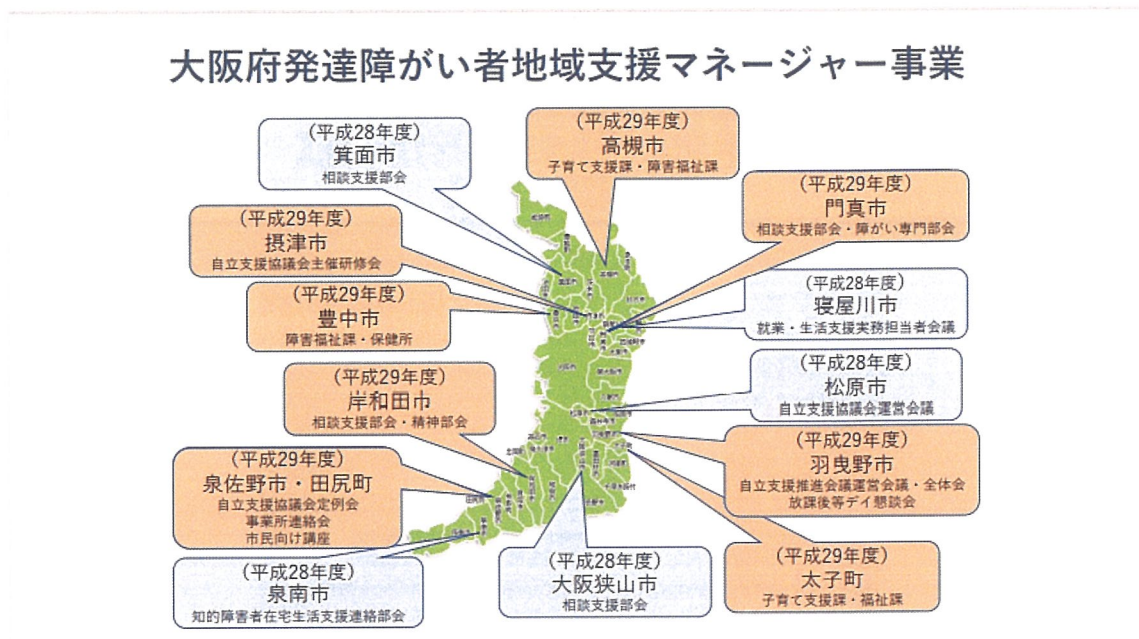 大阪府発達障がい者地域支援マネージャー事業
(平成28年度)
箕面市
相談支援部会
(平成29年度)
高槻市
子育て支援課・障害福祉課
(平成29年度)
門真市
相談支援部会・障がい専門部会
(平成29年度)
摂津市
自立支援協議会主催研修会
(平成28年度)
寝屋川市
就業・生活支援実務担当者会議
(平成29年度)
豊中市
障害福祉課・保健所
(平成28年度)
松原市
自立支援協議会運営会議
(平成29年度)
岸和田市
相談支援部会・精神部会
(平成29年度)
羽曳野市
自立支援推進会議運営会議・全体会
放課後等デイ懇談会
(平成29年度)
泉佐野市・田尻町
自立支援協議会定例会
事業所連絡会
市民向け講座
(平成29年度)
太子町
子育て支援課・福祉課
(平成28年度)
大阪狭山市
相談支援部会
(平成28年度)
泉南市
知的障害者在宅生活支援連絡部会